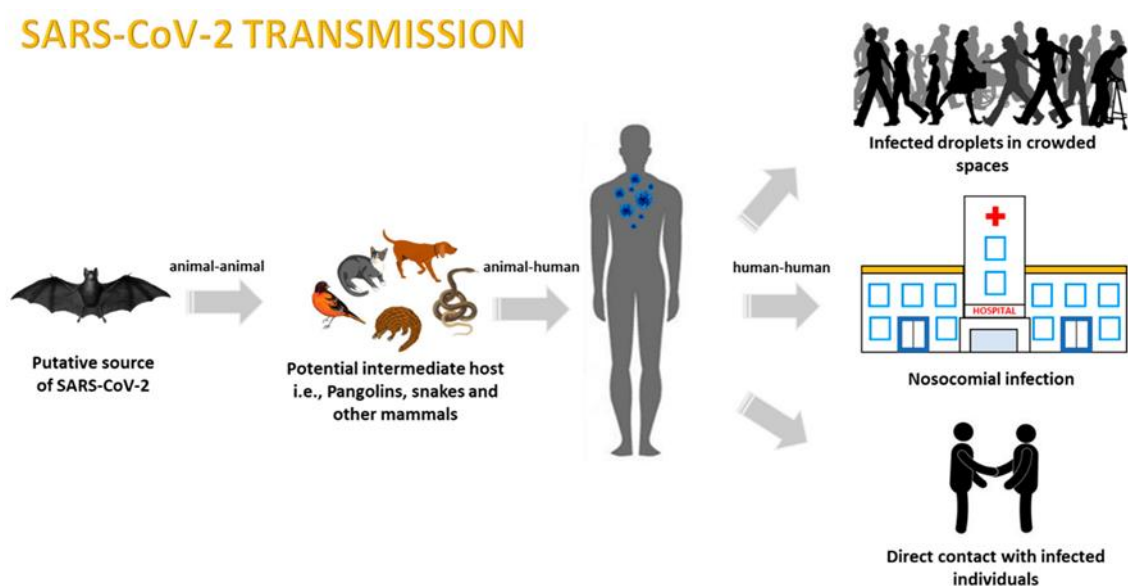 SARS-CoV-2 TRANSMISSION
animal-animal
Putative source
of SARS-CoV-2
animal-human
Potential intermediate host
i.e., Pangolins, snakes and
other mammals
human-human
Infected droplets in crowded
spaces
HOSPITAL
Nosocomial infection
Direct contact with infected
individuals